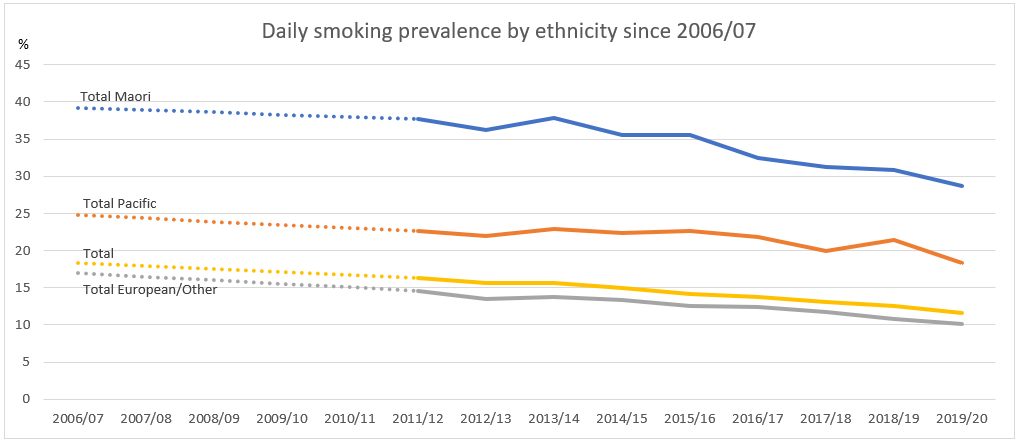 Daily smoking prevalence by ethnicity since 2006/07
%
45
40
35
30
25
20
15
10
5
0
Total Maori
Total Pacific
Total
Total European/Other
2006/07 2007/08 2008/09 2009/10 2010/11 2011/12 2012/13 2013/14 2014/15 2015/16 2016/17 2017/18 2018/19 2019/20